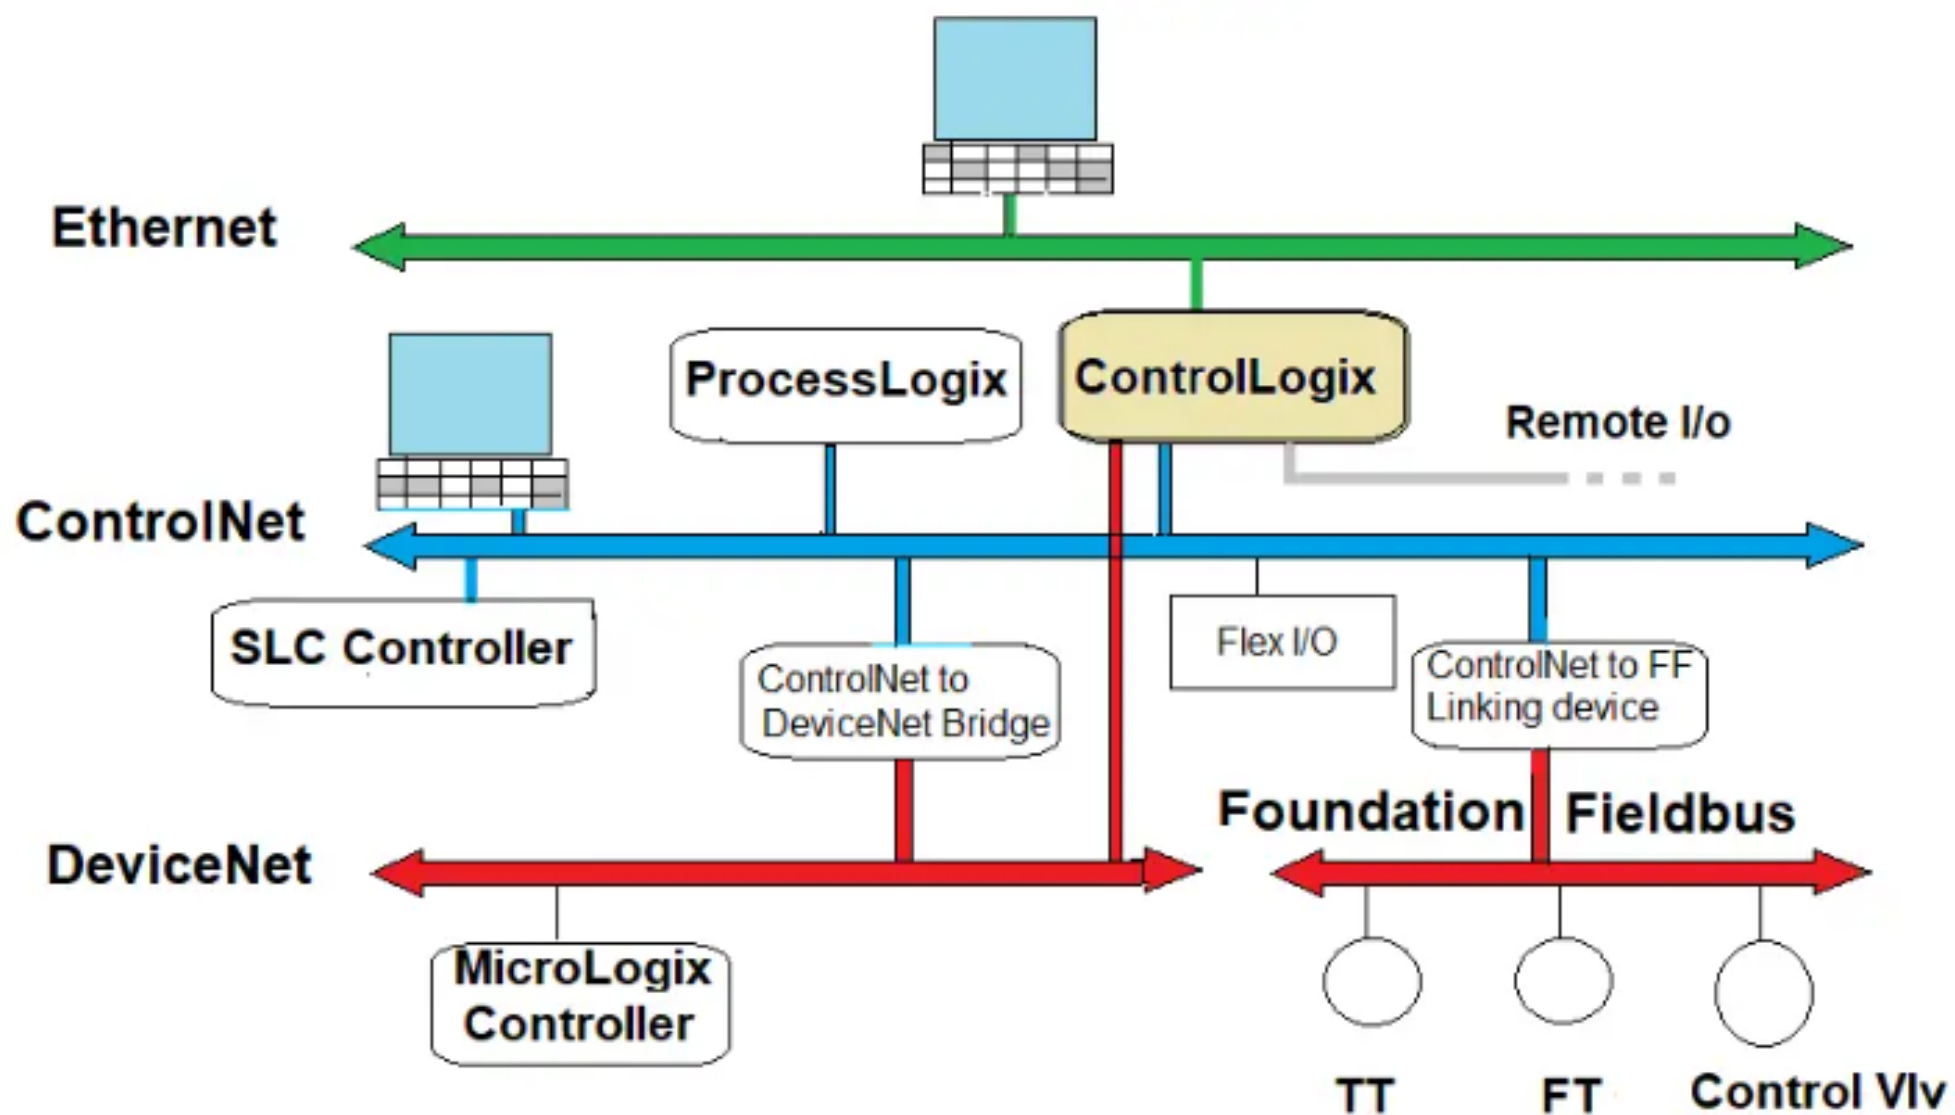 Ethernet
ProcessLogix
ControlLogix
Remote I/o
ControlNet
SLC Controller
ControlNet to
DeviceNet Bridge
Flex I/O
ControlNet to FF
Linking device
Foundation Fieldbus
DeviceNet
MicroLogix
Controller
TT
FT
Control Vlv